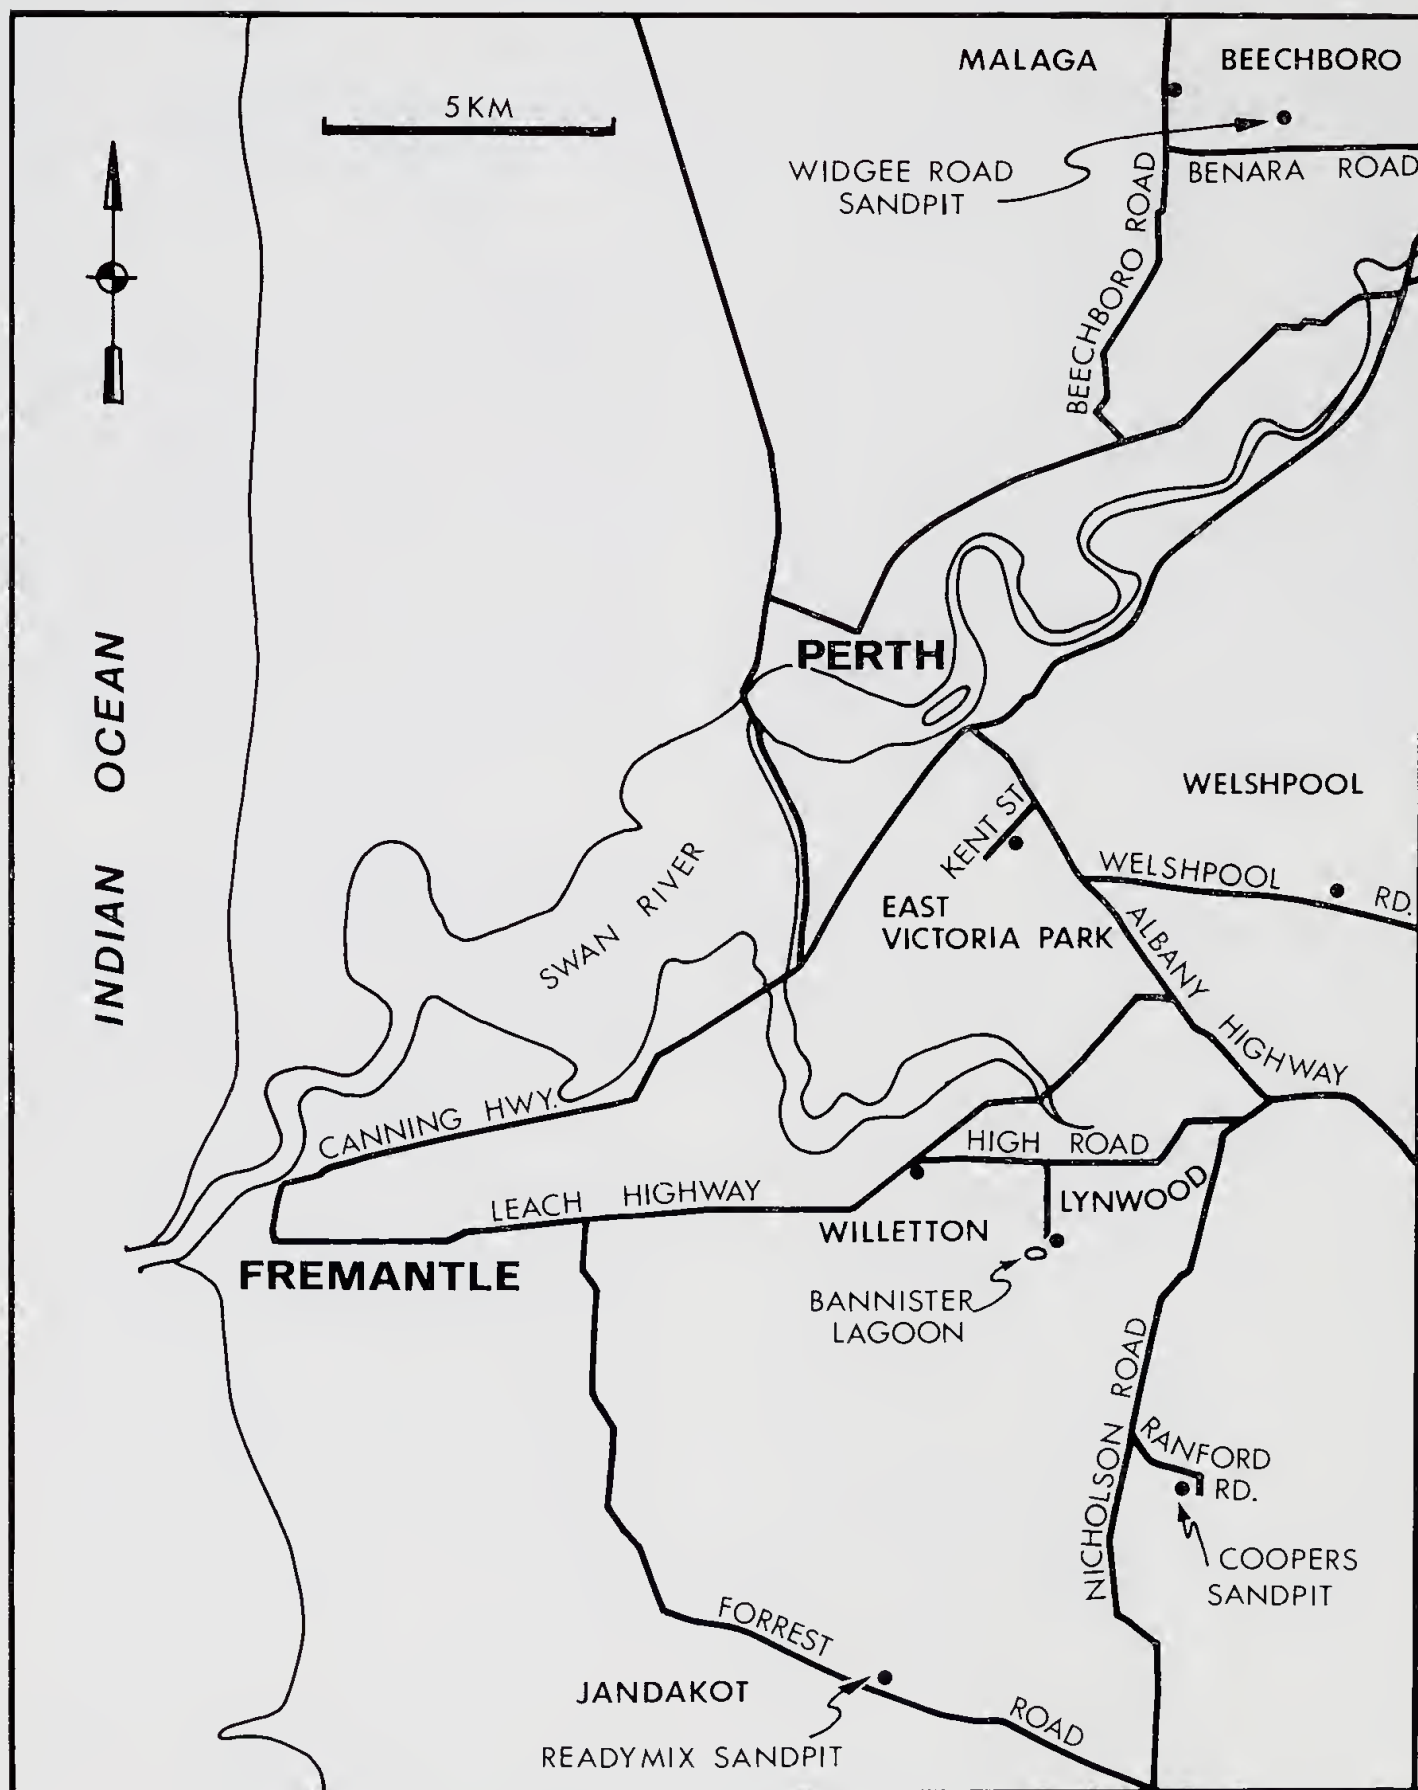 MALAGA
BEECHBORO
5 KM
WIDGEE ROAD
SANDPIT
BENARA ROAD
BEECHBORO ROAD
INDIAN OCEAN
PERTH
WELSHPOOL
KENT ST
WELSHPOOL RD.
EAST
VICTORIA PARK
ALBANY HIGHWAY
SWAN RIVER
CANNING HWY.
HIGH ROAD
LEACH HIGHWAY
LYNWOOD
WILLETTON
FREMANTLE
BANNISTER
LAGOON
NICHOLSON ROAD
RANFORD
RD.
COOPERS
SANDPIT
FORREST ROAD
JANDAKOT
READYMIX SANDPIT